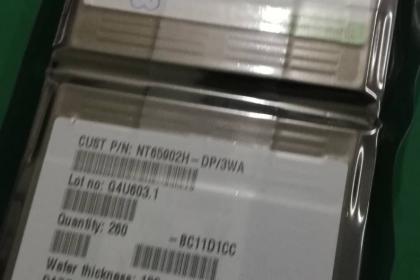 CUST P/N: NT65902H-DP/3WA
Lot no: G4U603.1
Quantity: 260
-BC11D1CC
Wafer thickness: